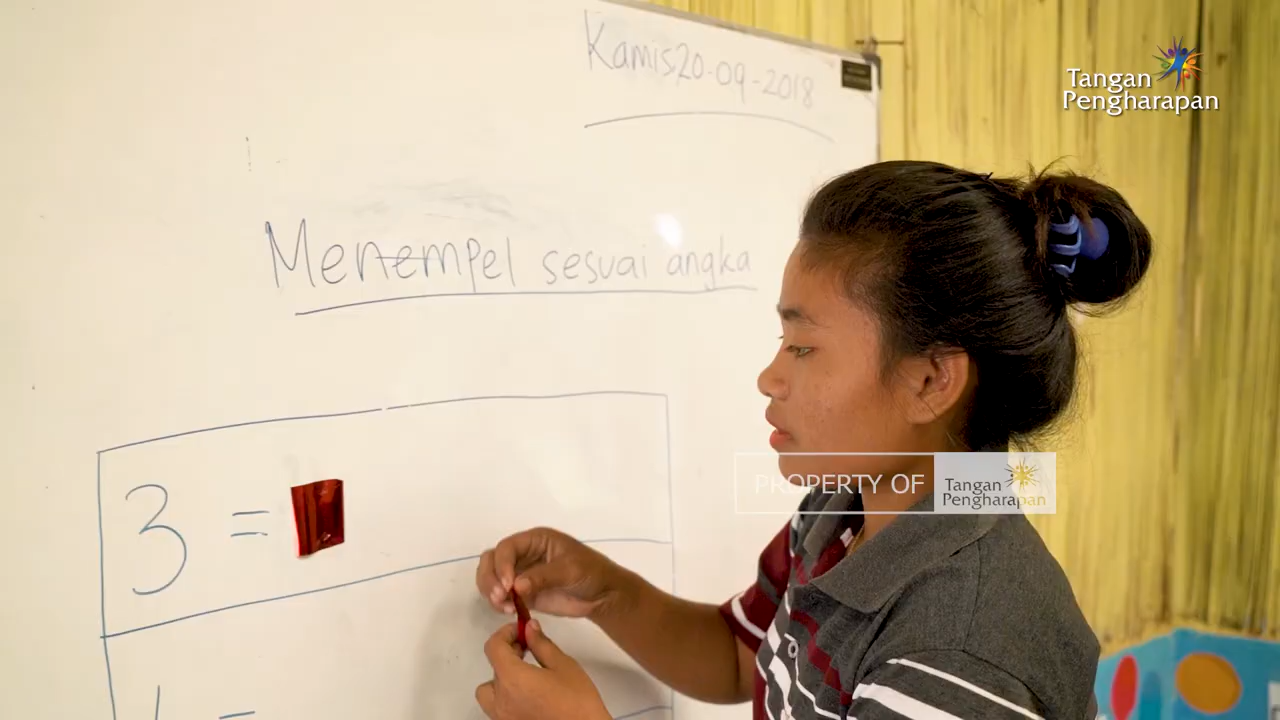 Kamis, 20-09-2018
Tangan
Pengharapan
Menempel sesuai angka
3 =
PROPERTY OF
Tangan
Pengharapan